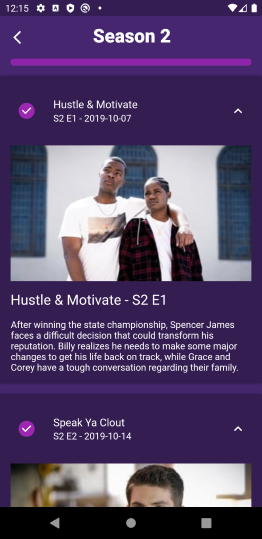 12:15
Season 2
Hustle & Motivate
S2 E1 - 2019-10-07
Hustle & Motivate - S2 E1
After winning the state championship, Spencer James
faces a difficult decision that could transform his
reputation. Billy realizes he needs to make some major
changes to get his life back on track, while Grace and
Corey have a tough conversation regarding their family.
Speak Ya Clout
S2 E2 - 2019-10-14